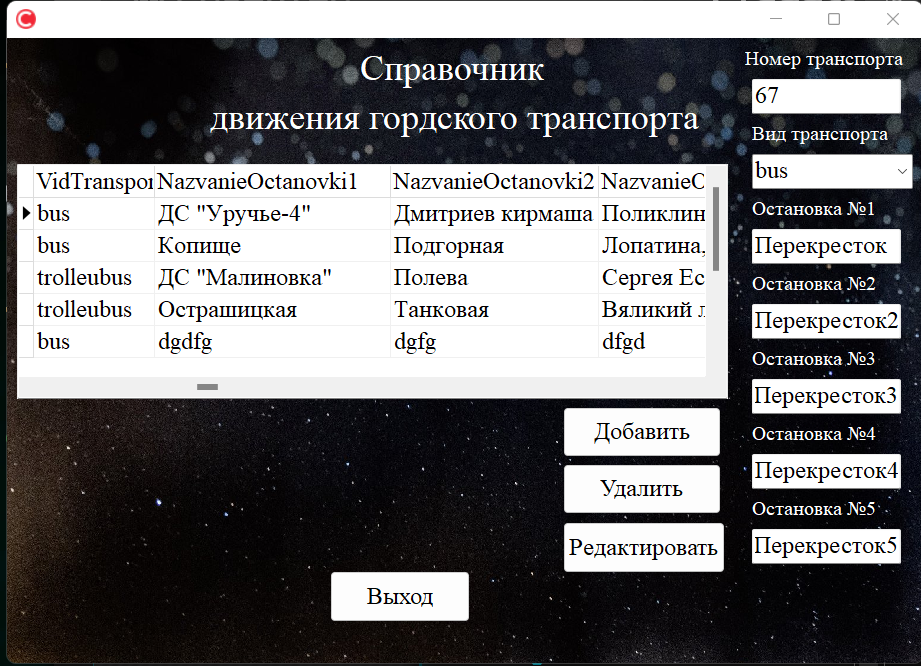 Справочник
движения гордского транспорта
VidTranspor NazvanieOctanovki1 NazvanieOctanovki2 NazvanieO
bus ДС "Уручье-4" Дмитриев кирмаша Поликлин
bus Копище Подгорная Лопатина,
trolleubus ДС "Малиновка" Полева Сергея Ес
trolleubus Острашицкая Танковая Вяликий л
bus dgdfg dgfg dfgd
Добавить
Удалить
Редактировать
Выход
Номер транспорта
67
Вид транспорта
bus
Остановка №1
Перекресток
Остановка №2
Перекресток2
Остановка №3
Перекресток3
Остановка №4
Перекресток4
Остановка №5
Перекресток5